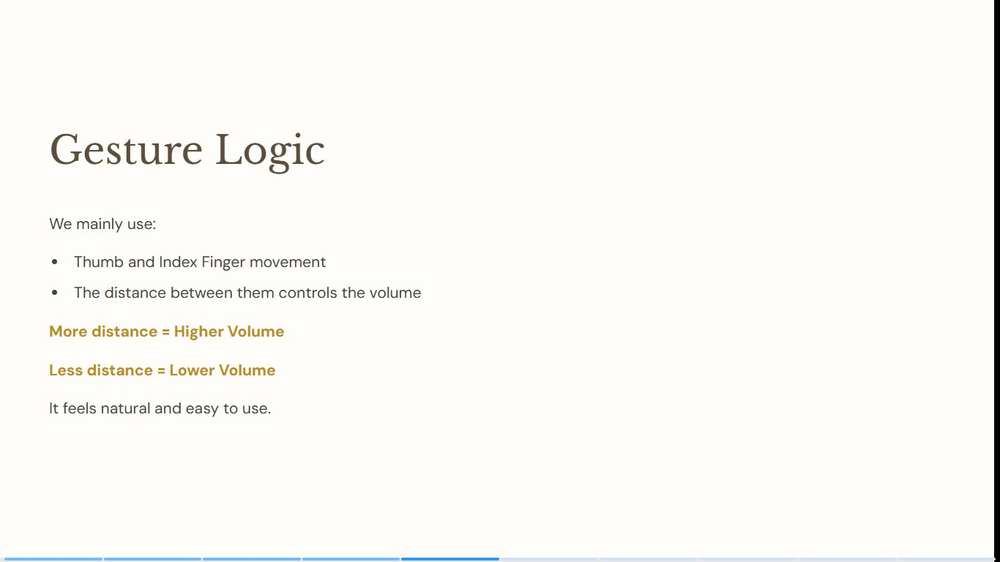 Gesture Logic
We mainly use:
• Thumb and Index Finger movement
• The distance between them controls the volume
More distance = Higher Volume
Less distance = Lower Volume
It feels natural and easy to use.